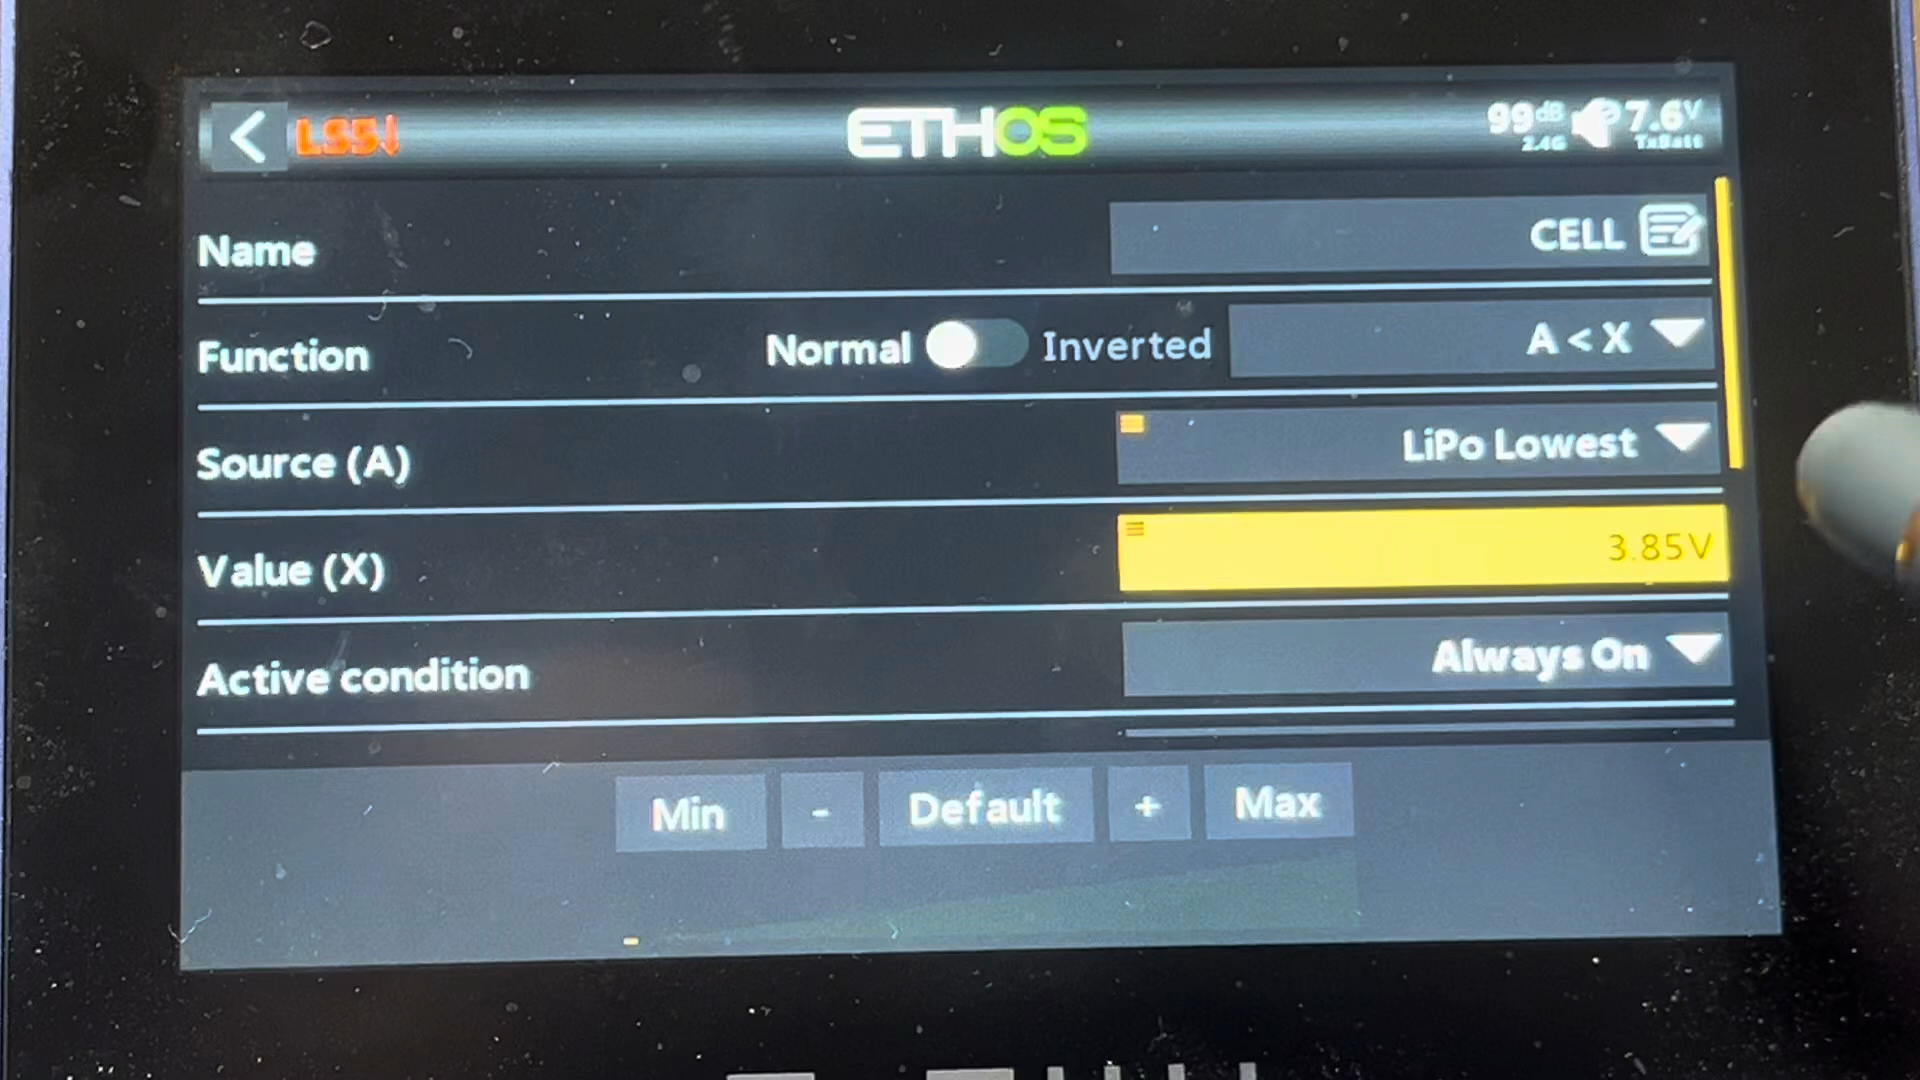 LS5↓ ETHOS 99dB 2.4G 7.6V TxBatt
Name CELL
Function Normal Inverted A < X
Source (A) LiPo Lowest
Value (X) 3.85V
Active condition Always On
Min - Default + Max